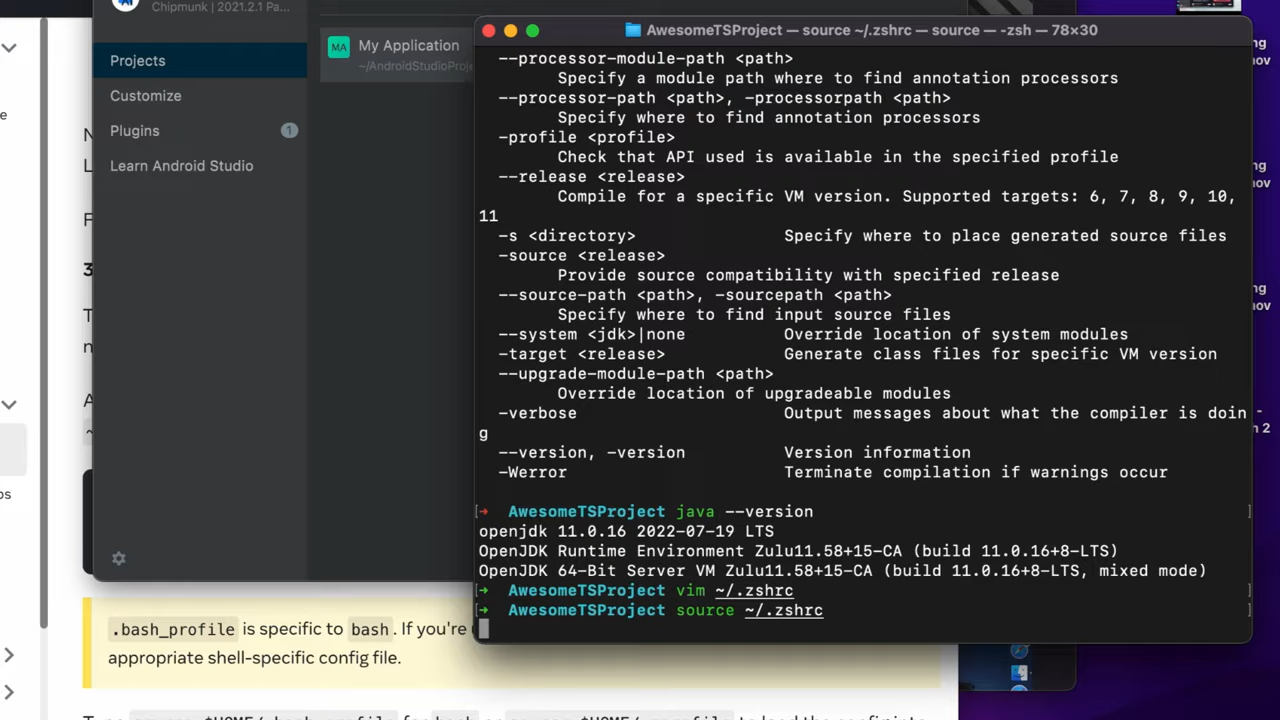 Chipmunk | 2021.2.1 Pa...
Projects
Customize
Plugins
1
Learn Android Studio
MA
My Application
~/AndroidStudioProje
AwesomeTSProject — source ~/.zshrc — source — -zsh — 78×30
--processor-module-path <path>
Specify a module path where to find annotation processors
--processor-path <path>, -processorpath <path>
Specify where to find annotation processors
-profile <profile>
Check that API used is available in the specified profile
--release <release>
Compile for a specific VM version. Supported targets: 6, 7, 8, 9, 10,
11
-s <directory> Specify where to place generated source files
-source <release>
Provide source compatibility with specified release
--source-path <path>, -sourcepath <path>
Specify where to find input source files
--system <jdk>|none Override location of system modules
-target <release> Generate class files for specific VM version
--upgrade-module-path <path>
Override location of upgradeable modules
-verbose Output messages about what the compiler is doin
g
--version, -version Version information
-Werror Terminate compilation if warnings occur
[→ AwesomeTSProject java --version ]
openjdk 11.0.16 2022-07-19 LTS
OpenJDK Runtime Environment Zulu11.58+15-CA (build 11.0.16+8-LTS)
OpenJDK 64-Bit Server VM Zulu11.58+15-CA (build 11.0.16+8-LTS, mixed mode)
[→ AwesomeTSProject vim ~/.zshrc ]
[→ AwesomeTSProject source ~/.zshrc ]
.bash_profile is specific to bash. If you're
appropriate shell-specific config file.